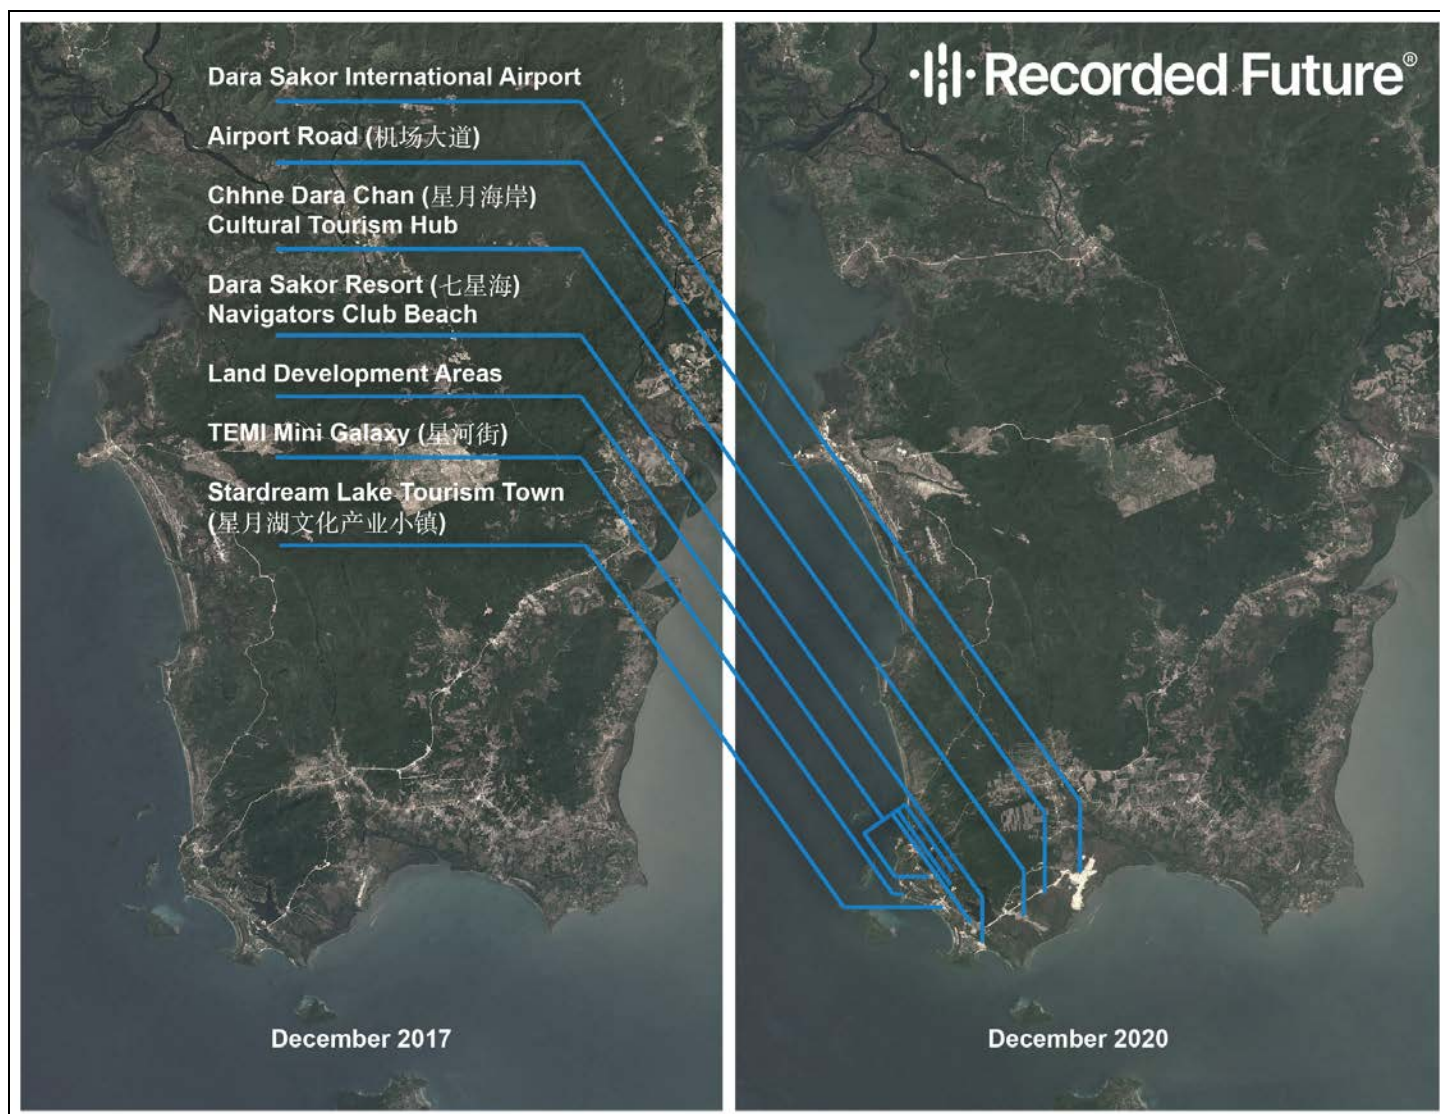 Recorded Future®
Dara Sakor International Airport
Airport Road (机场大道)
Chhne Dara Chan (星月海岸)
Cultural Tourism Hub
Dara Sakor Resort (七星海)
Navigators Club Beach
Land Development Areas
TEMI Mini Galaxy (星河街)
Stardream Lake Tourism Town
(星月湖文化产业小镇)
December 2017
December 2020